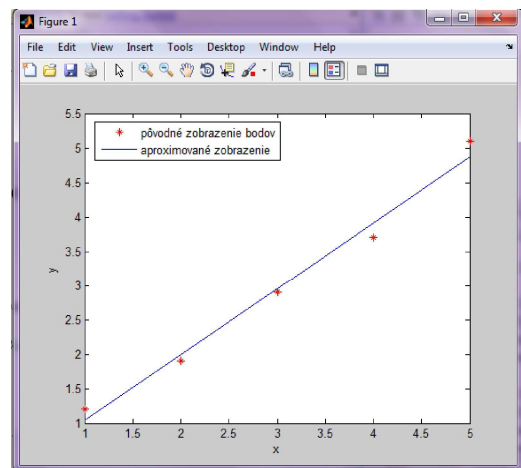 Figure 1
File Edit View Insert Tools Desktop Window Help
pôvodné zobrazenie bodov
aproximované zobrazenie
5.5
5
4.5
4
3.5
3
2.5
2
1.5
1
y
1 1.5 2 2.5 3 3.5 4 4.5 5
x